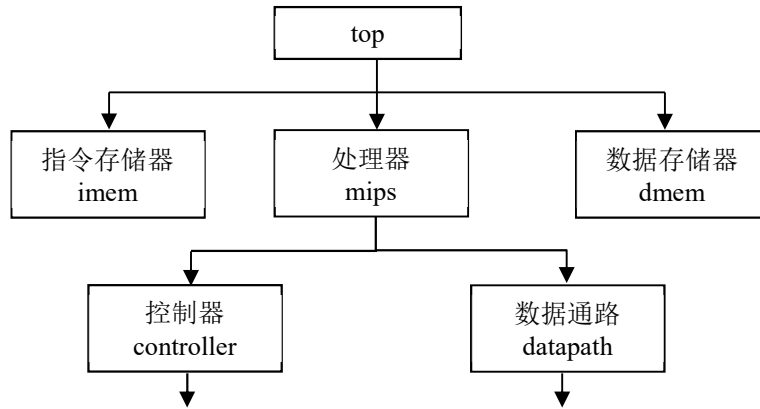 top
指令存储器
imem
处理器
mips
数据存储器
dmem
控制器
controller
数据通路
datapath